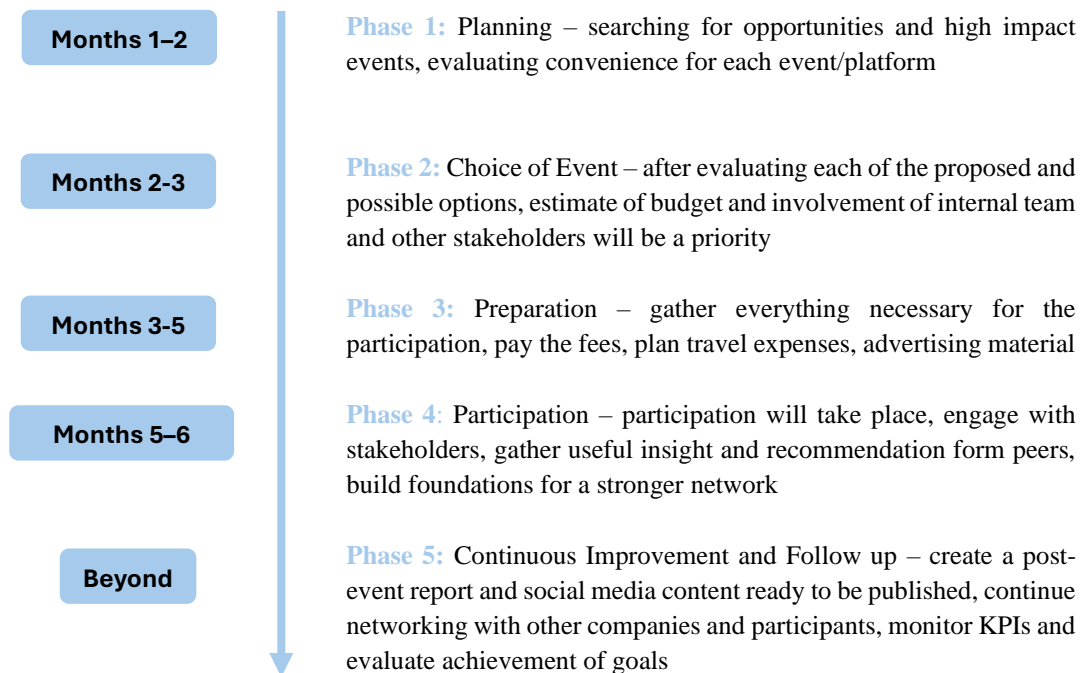 Months 1–2
Phase 1: Planning – searching for opportunities and high impact
events, evaluating convenience for each event/platform
Months 2-3
Phase 2: Choice of Event – after evaluating each of the proposed and
possible options, estimate of budget and involvement of internal team
and other stakeholders will be a priority
Months 3-5
Phase 3: Preparation – gather everything necessary for the
participation, pay the fees, plan travel expenses, advertising material
Months 5–6
Phase 4: Participation – participation will take place, engage with
stakeholders, gather useful insight and recommendation form peers,
build foundations for a stronger network
Beyond
Phase 5: Continuous Improvement and Follow up – create a post-
event report and social media content ready to be published, continue
networking with other companies and participants, monitor KPIs and
evaluate achievement of goals